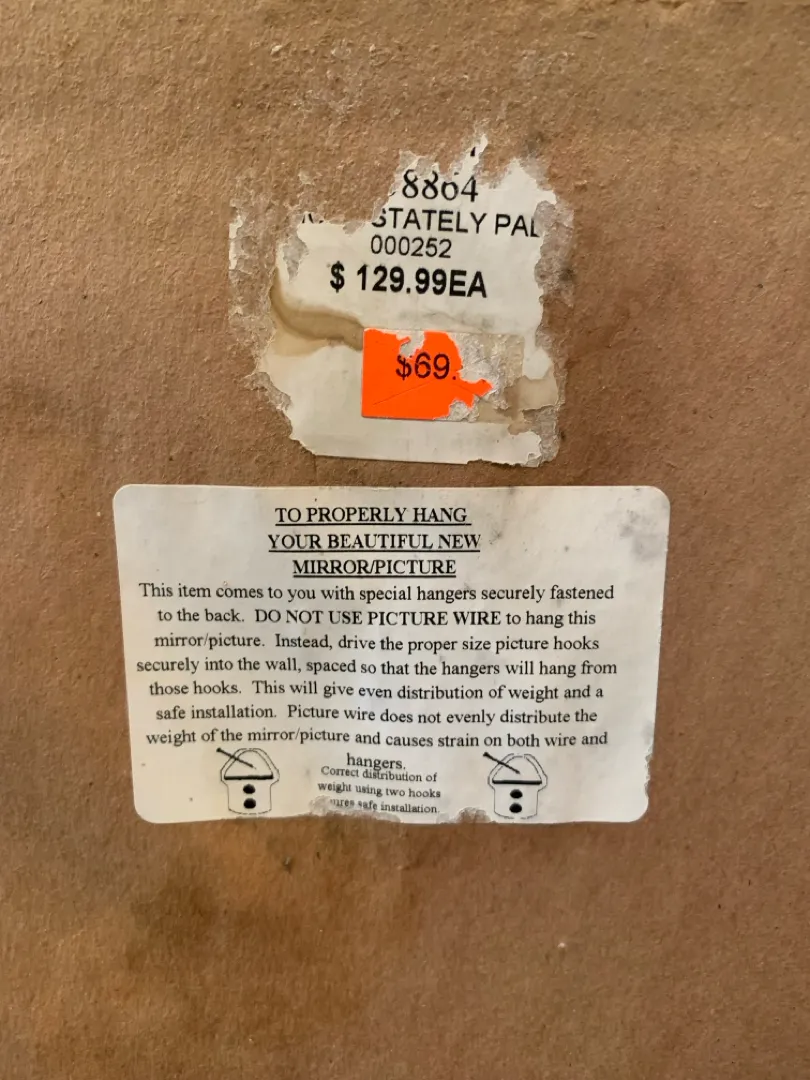 8864
STATELY PAL
000252
$ 129.99EA
$69.
TO PROPERLY HANG
YOUR BEAUTIFUL NEW
MIRROR/PICTURE
This item comes to you with special hangers securely fastened
to the back. DO NOT USE PICTURE WIRE to hang this
mirror/picture. Instead, drive the proper size picture hooks
securely into the wall, spaced so that the hangers will hang from
those hooks. This will give even distribution of weight and a
safe installation. Picture wire does not evenly distribute the
weight of the mirror/picture and causes strain on both wire and
hangers.
Correct distribution of
weight using two hooks
safe installation.